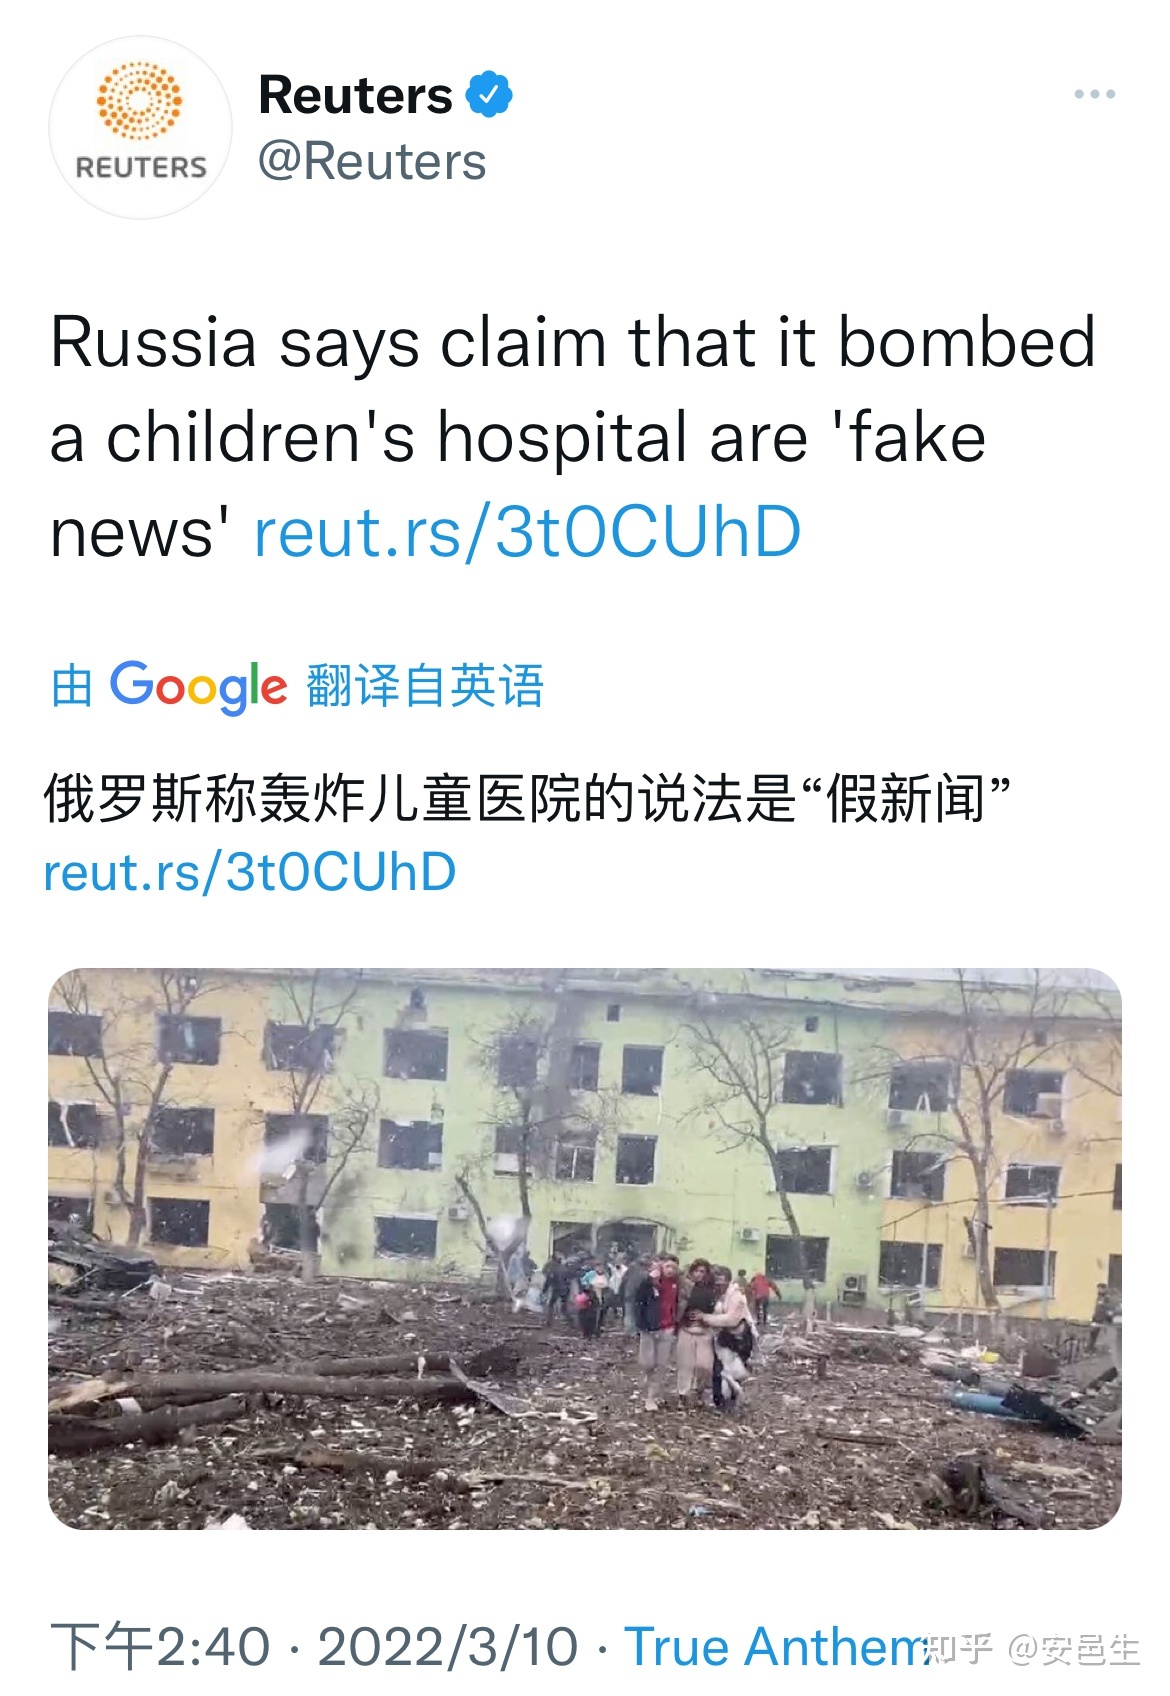 REUTERS
Reuters
@Reuters
Russia says claim that it bombed
a children's hospital are 'fake
news' reut.rs/3t0CUhD
由 Google 翻译自英语
俄罗斯称轰炸儿童医院的说法是“假新闻”
reut.rs/3t0CUhD
下午2:40 · 2022/3/10 · True Anthem
知乎 @安邑生